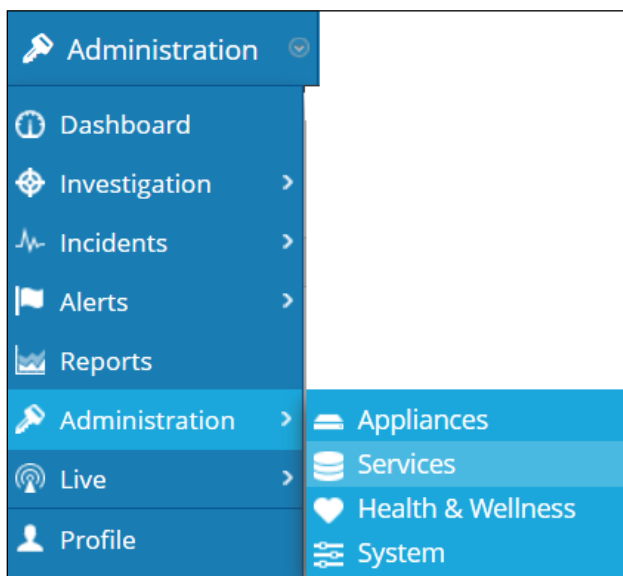 Administration
Dashboard
Investigation
Incidents
Alerts
Reports
Administration
Appliances
Services
Health & Wellness
System
Live
Profile